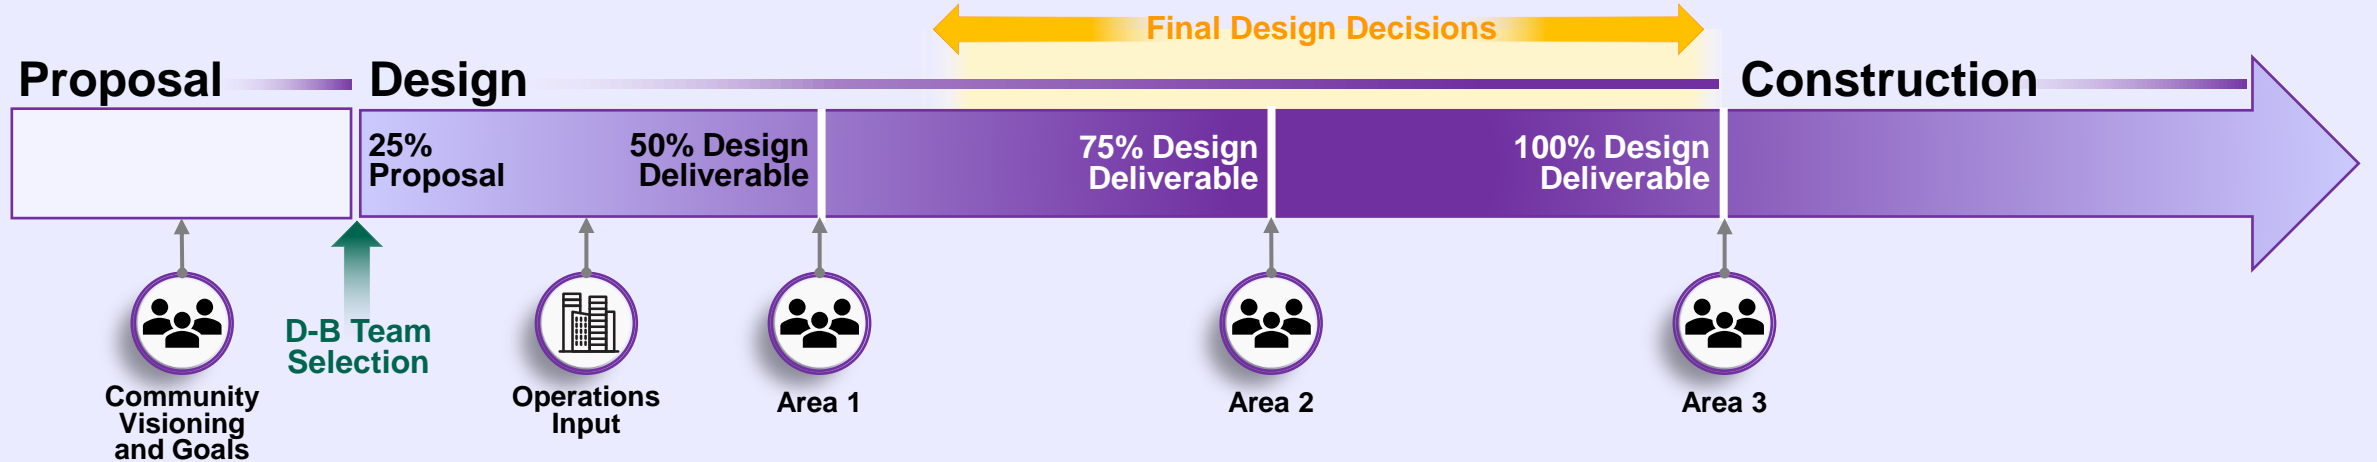 Final Design Decisions
Proposal
Design
Construction
25%
Proposal
50% Design
Deliverable
75% Design
Deliverable
100% Design
Deliverable
D-B Team
Selection
Community
Visioning
and Goals
Operations
Input
Area 1
Area 2
Area 3